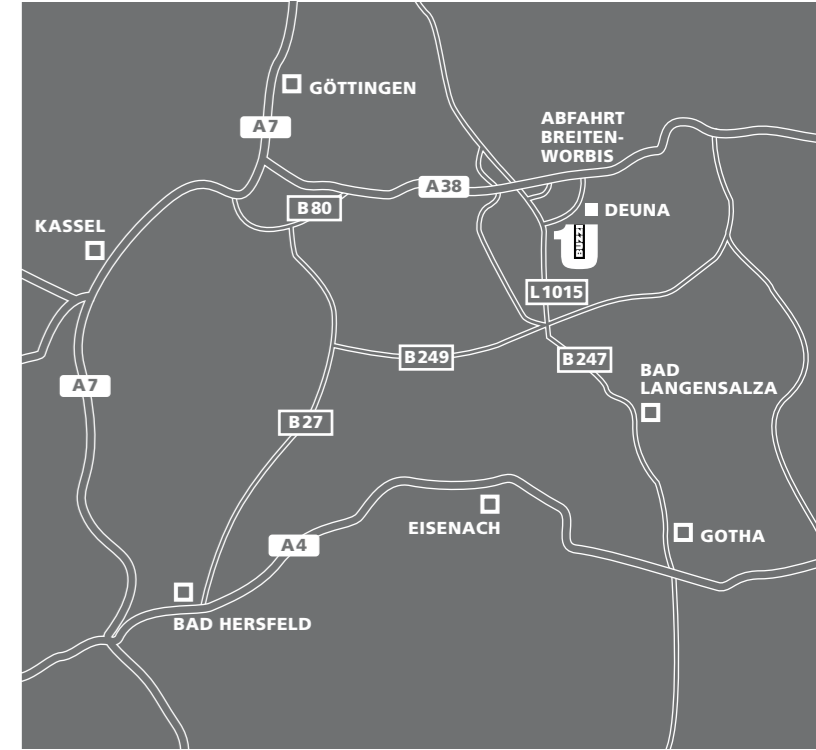 GÖTTINGEN
A7
ABFAHRT
BREITEN-
WORBIS
A38
B80
DEUNA
KASSEL
BUZZI
L1015
B249
B247
A7
BAD
LANGENSALZA
B27
EISENACH
GOTHA
A4
BAD HERSFELD